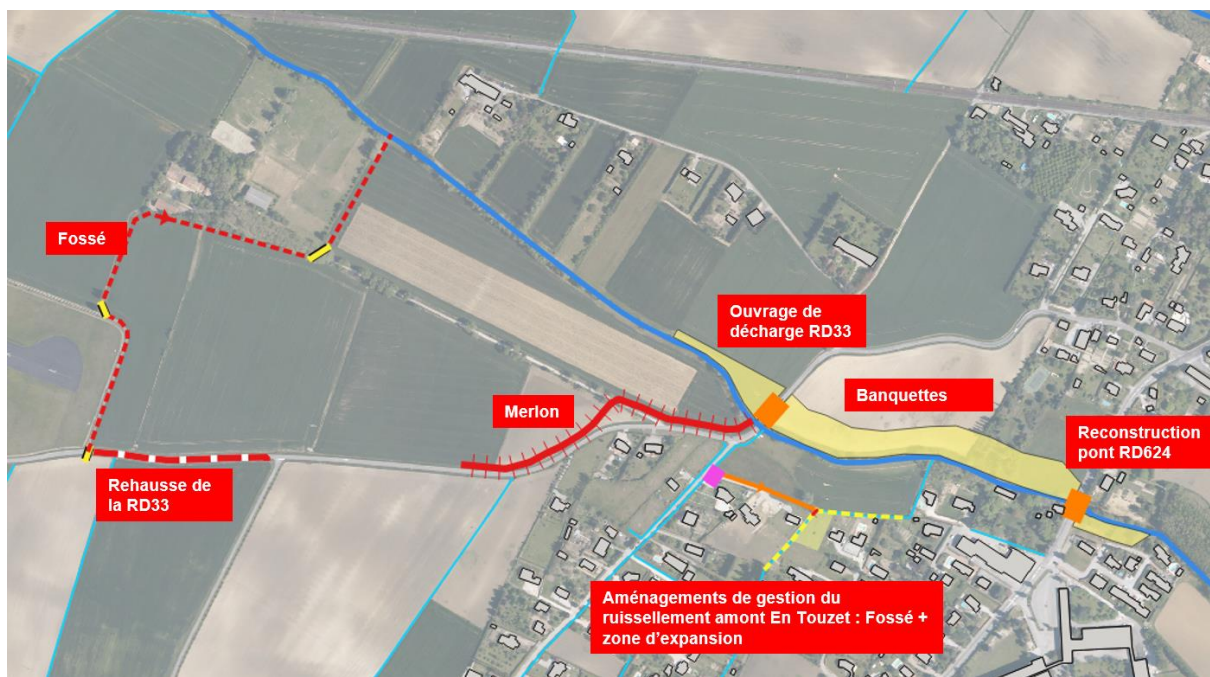 Fossé
Ouvrage de
décharge RD33
Banquettes
Merlon
Reconstruction
pont RD624
Rehausse de
la RD33
Aménagements de gestion du
ruissellement amont En Touzet : Fossé +
zone d'expansion